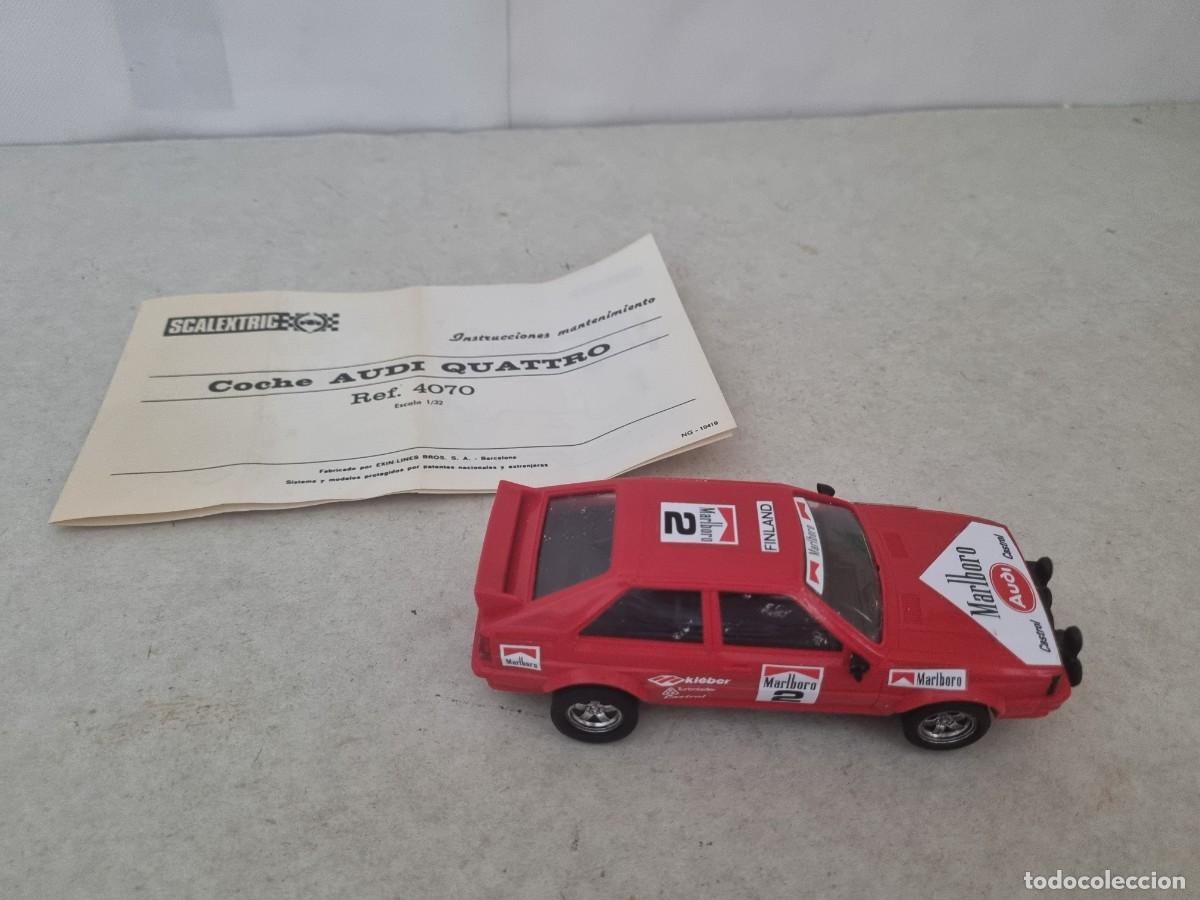 SCALEXTRIC
Instrucciones mantenimiento
Coche AUDI QUATTRO
Ref. 4070
Escala 1/32
NG - 10419
Fabricado por EXIN-LINES BROS. S. A. - Barcelona
Sistema y modelos protegidos por patentes nacionales y extranjeras
Marlboro
2
FINLAND
Marlboro
Marlboro
Audi
Castrol
Castrol
Marlboro
kléber
Castrol
Marlboro
2
Marlboro
todocoleccion